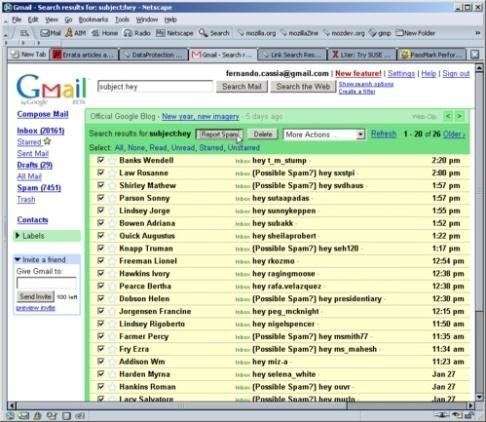 Gmail - Search results for: subject:hey - Netscape
File Edit View Go Bookmarks Tools Window Help
Mail AIM Home Radio Netscape Search mozilla.org mozillazine mozdev.org gimp New Folder
New Tab Errata articles a... DataProtection ... Gmail - Search r... Link Search Res... LXer: Try SUSE ... PassMark Perfor...
fernando.cassia@gmail.com | New features! | Settings | Help | Sign out
Gmail
by Google BETA
subject:hey Search Mail Search the Web Show search options
Create a filter
Compose Mail
Inbox (20161)
Starred
Sent Mail
Drafts (29)
All Mail
Spam (7451)
Trash
Contacts
Labels
Invite a friend
Give Gmail to:
Send Invite 100 left
preview invite
Official Google Blog - New year, new imagery - 5 days ago Web Clip < >
Search results for: subject:hey Report Spam Delete More Actions ... Refresh 1 - 20 of 26 Older ›
Select: All, None, Read, Unread, Starred, Unstarred
Banks Wendell Inbox hey t_m_stump - 2:20 pm
Law Rosanne Inbox (Possible Spam?) hey sxstpi - 2:00 pm
Shirley Mathew Inbox (Possible Spam?) hey svdhaus - 1:57 pm
Parson Sonny Inbox hey sutaapadas - 1:57 pm
Lindsey Jorge Inbox hey sunnykeppen - 1:55 pm
Bowen Adriana Inbox hey subakk - 1:52 pm
Quick Augustus Inbox hey sheilaprobert - 1:22 pm
Knapp Truman Inbox (Possible Spam?) hey seh120 - 1:17 pm
Freeman Lionel Inbox hey rkozmo - 12:54 pm
Hawkins Ivory Inbox hey ragingmoose - 12:38 pm
Pearce Bertha Inbox hey rafa.velazquez - 12:38 pm
Dobson Helen Inbox (Possible Spam?) hey presidentiary - 12:30 pm
Jorgensen Francine Inbox hey peg_mcknight - 12:15 pm
Lindsey Rigoberto Inbox hey nigelspencer - 11:50 am
Farmer Percy Inbox (Possible Spam?) hey msmith77 - 11:35 am
Fry Ezra Inbox (Possible Spam?) hey ms_mahesh - 11:34 am
Addison Wm Inbox hey miz-a - 11:23 am
Harden Myrna Inbox hey selena_white - Jan 27
Hankins Roman Inbox (Possible Spam?) hey ouvr - Jan 27
Lacy Salvatore Inbox (Possible Spam?) hey Jan 27